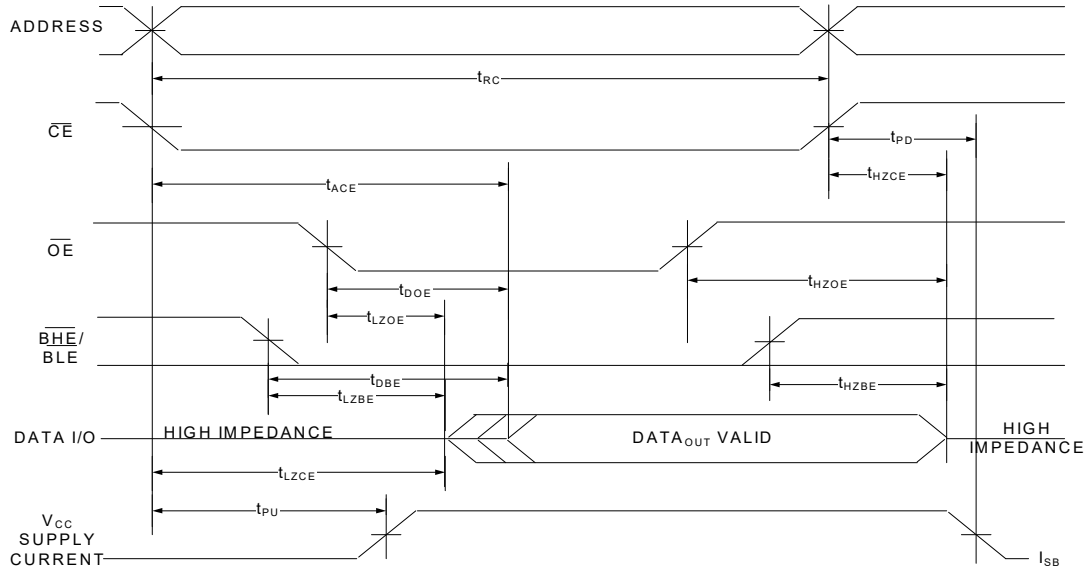 ADDRESS
tRC
CE
tPD
tHZCE
tACE
OE
tDOE
tHZOE
tLZOE
BHE/
BLE
tDBE
tHZBE
tLZBE
DATA I/O
HIGH IMPEDANCE
DATAOUT VALID
HIGH
IMPEDANCE
tLZCE
tPU
VCC
SUPPLY
CURRENT
ISB